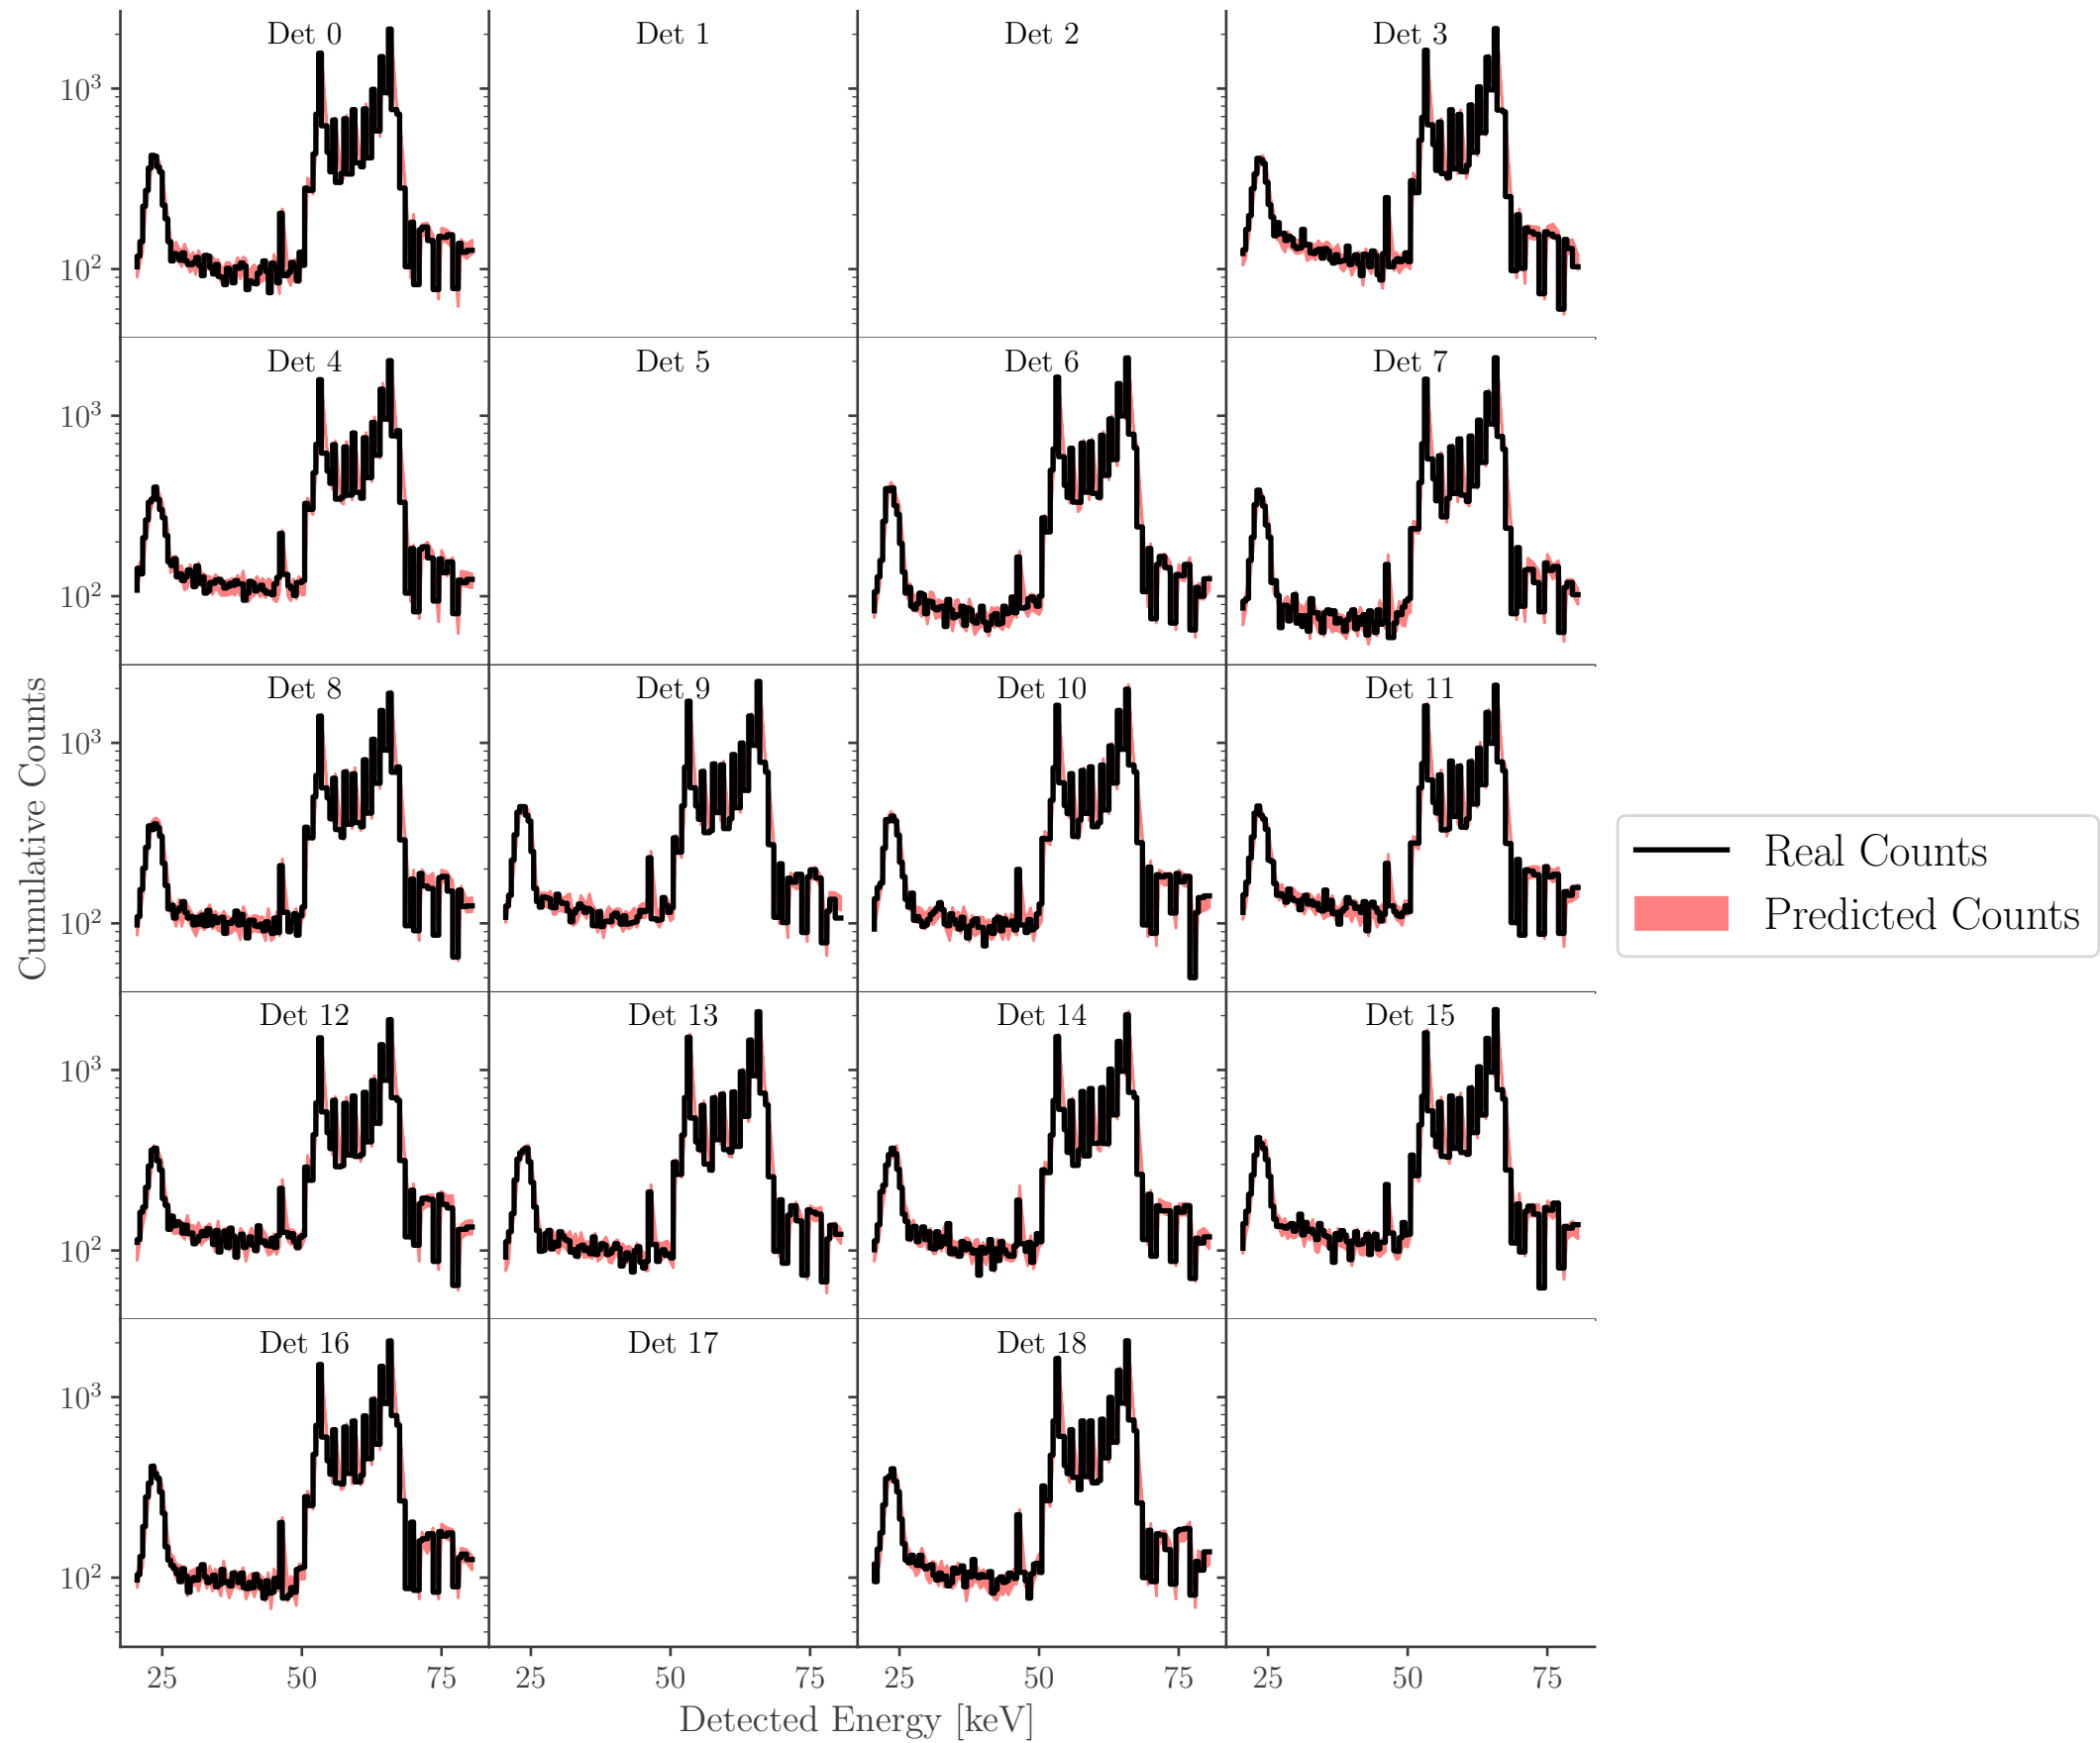 Det 0
Det 1
Det 2
Det 3
10³
10²
Det 4
Det 5
Det 6
Det 7
10³
10²
Det 8
Det 9
Det 10
Det 11
10³
10²
Det 12
Det 13
Det 14
Det 15
10³
10²
Det 16
Det 17
Det 18
10³
10²
25 50 75 25 50 75 25 50 75 25 50 75
Detected Energy [keV]
Cumulative Counts
Real Counts
Predicted Counts